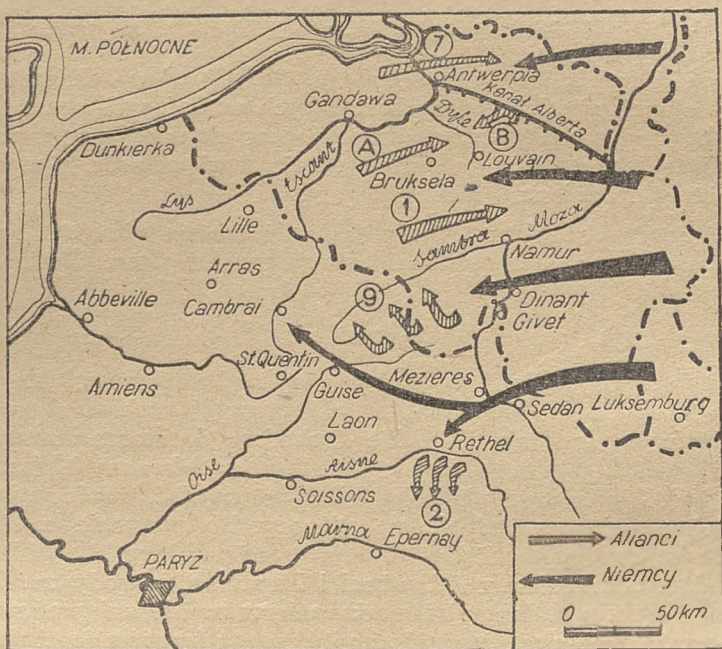 M. PÓŁNOCNE
7
Antwerpia
Kanał Alberta
Gandawa
Dyle
B
Dunkierka
A
Louvain
Escaut
Bruksela
Lys
Lille
1
Moza
Sambra
Namur
Arras
Abbeville
Cambrai
9
Dinant
Givet
St.Quentin
Amiens
Guise
Mezieres
Sedan
Luksemburg
Laon
Rethel
Oise
Aisne
Soissons
2
Marna
Epernay
PARYZ
Alianci
Niemcy
0 50km